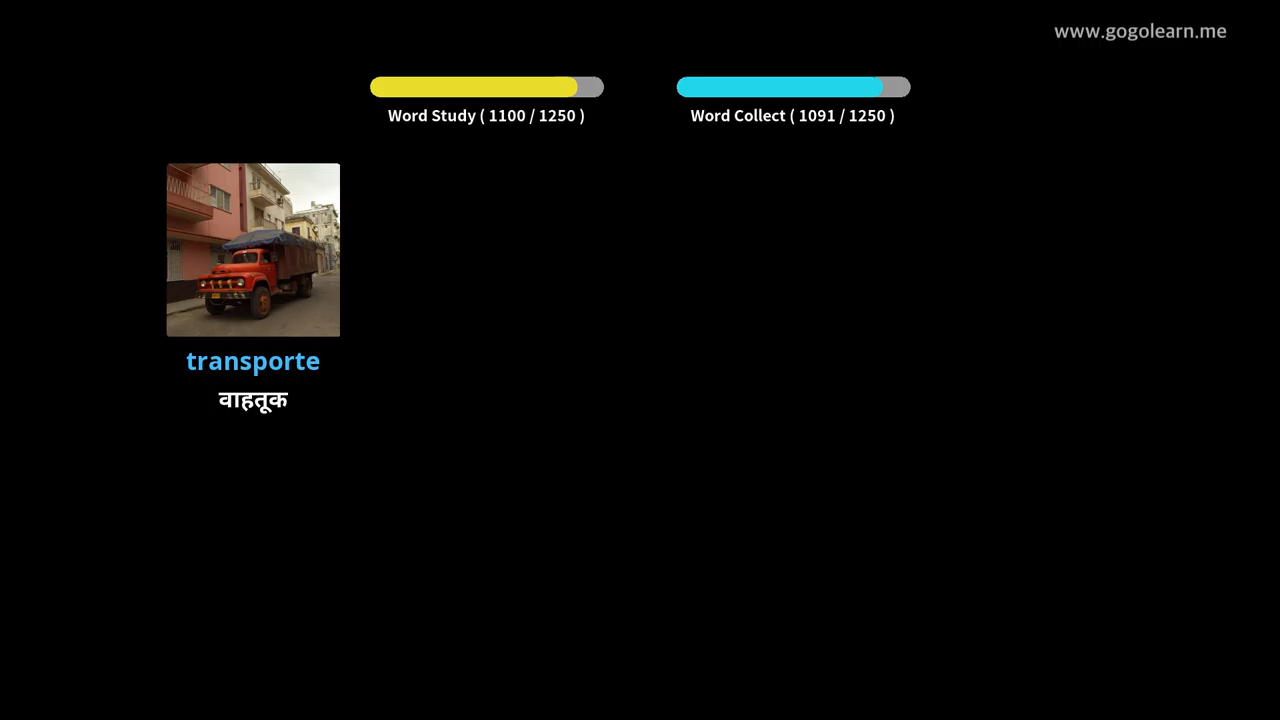 www.gogolearn.me
Word Study ( 1100 / 1250 )
Word Collect ( 1091 / 1250 )
transporte
वाहतूक